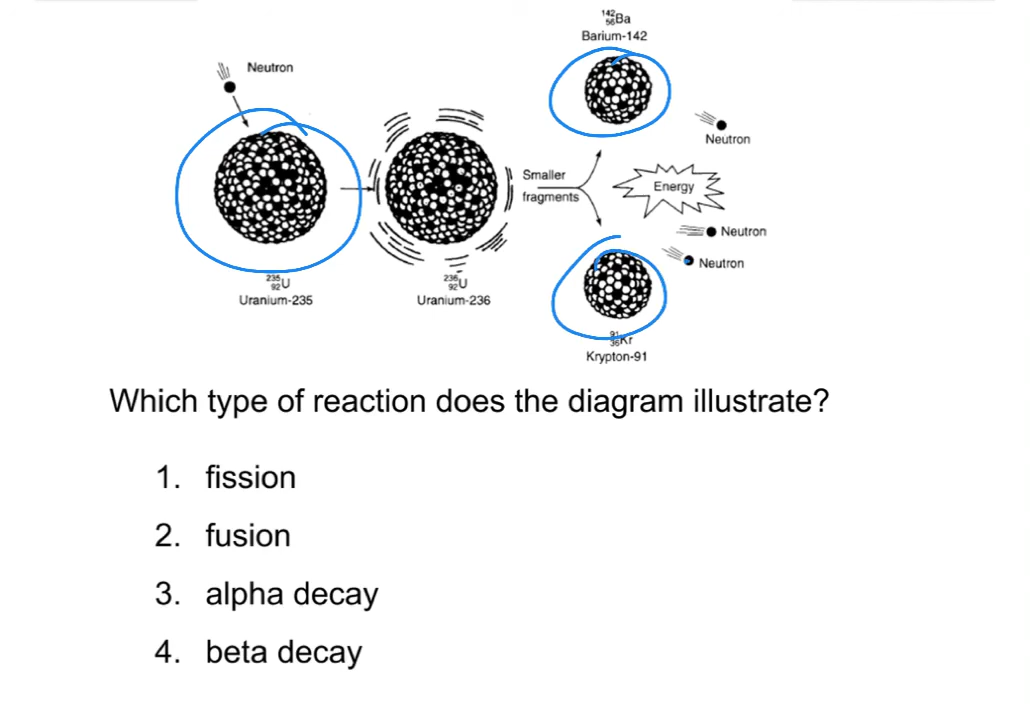 142
56Ba
Barium-142
Neutron
Neutron
Smaller
fragments
Energy
Neutron
Neutron
235
92U
Uranium-235
236
92U
Uranium-236
91
36Kr
Krypton-91
Which type of reaction does the diagram illustrate?
1. fission
2. fusion
3. alpha decay
4. beta decay